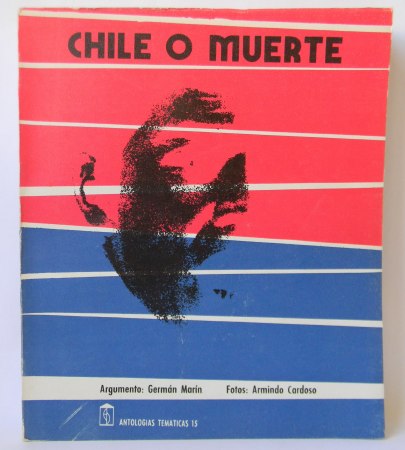 CHILE O MUERTE
Argumento: Germán Marín Fotos: Armindo Cardoso
ANTOLOGIAS TEMATICAS 15